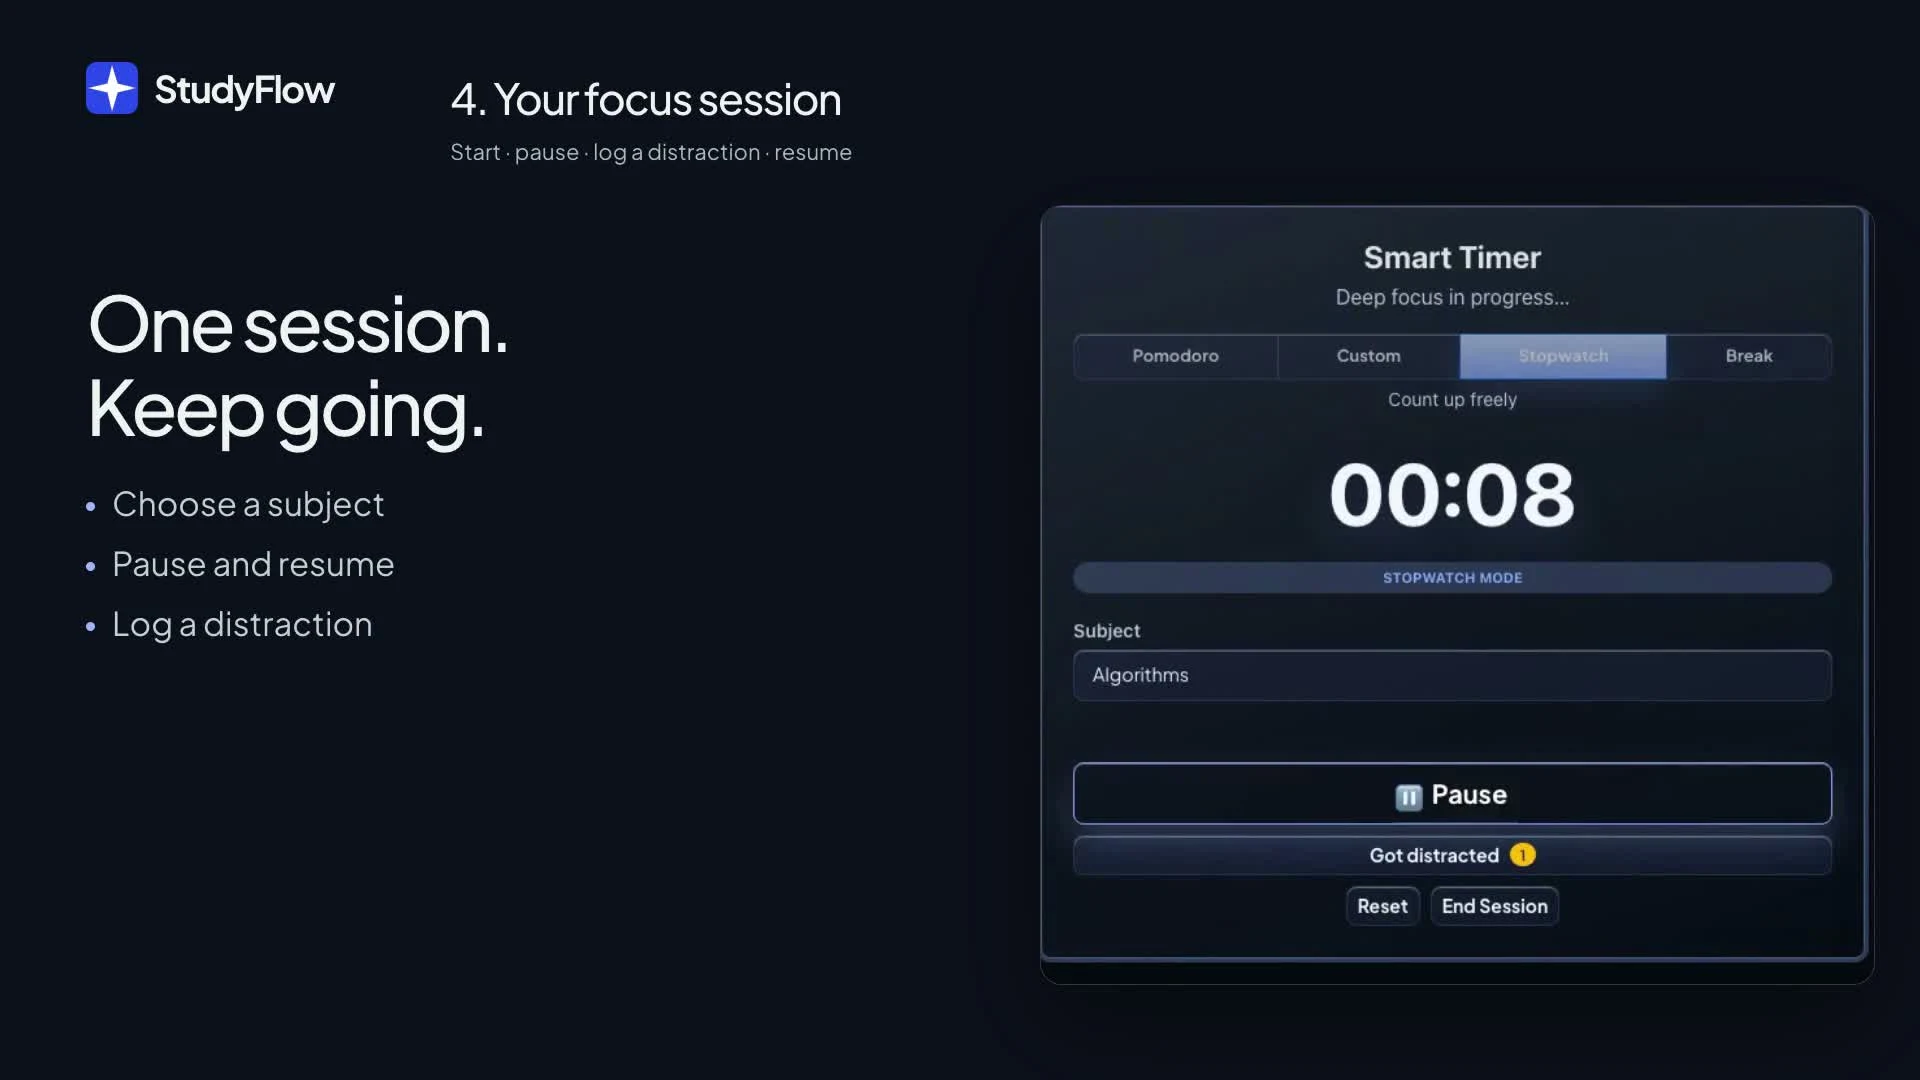 StudyFlow
4. Your focus session
Start · pause · log a distraction · resume
One session.
Keep going.
• Choose a subject
• Pause and resume
• Log a distraction
Smart Timer
Deep focus in progress...
Pomodoro Custom Stopwatch Break
Count up freely
00:08
STOPWATCH MODE
Subject
Algorithms
Pause
Got distracted 1
Reset End Session